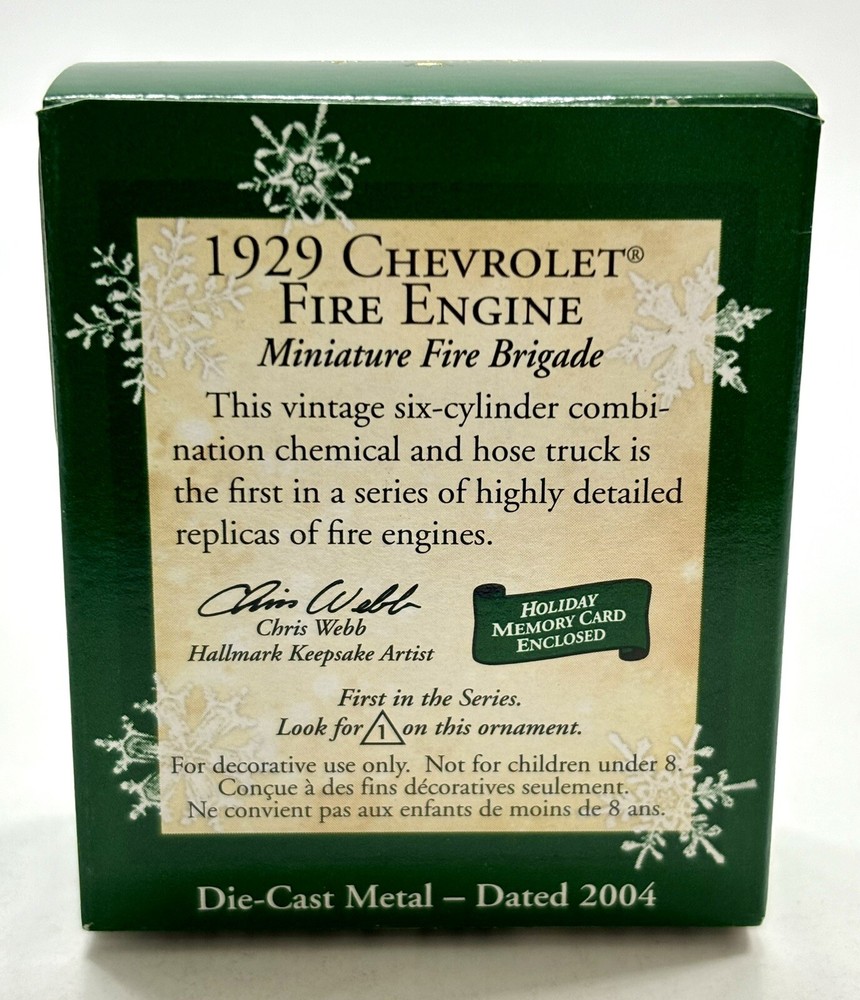 1929 CHEVROLET®
FIRE ENGINE
Miniature Fire Brigade
This vintage six-cylinder combi-
nation chemical and hose truck is
the first in a series of highly detailed
replicas of fire engines.
Chris Webb
Chris Webb
Hallmark Keepsake Artist
HOLIDAY
MEMORY CARD
ENCLOSED
First in the Series.
Look for 1 on this ornament.
For decorative use only. Not for children under 8.
Conçue à des fins décoratives seulement.
Ne convient pas aux enfants de moins de 8 ans.
Die-Cast Metal – Dated 2004